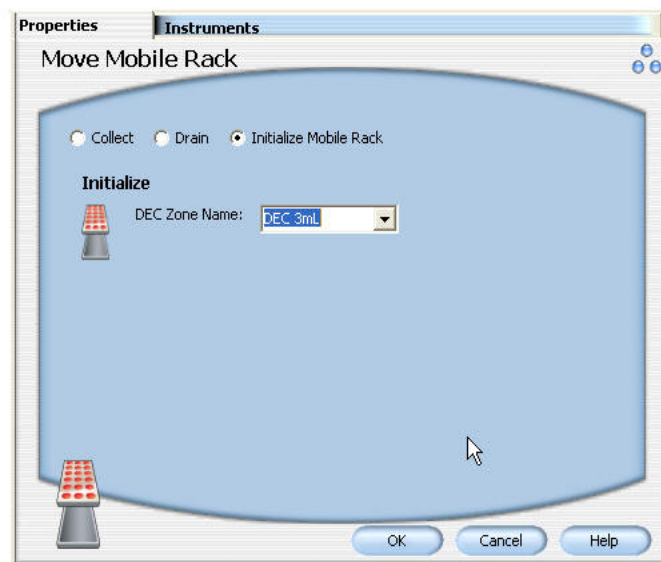 Properties Instruments
Move Mobile Rack
Collect Drain Initialize Mobile Rack
Initialize
DEC Zone Name: DEC 3mL
OK Cancel Help